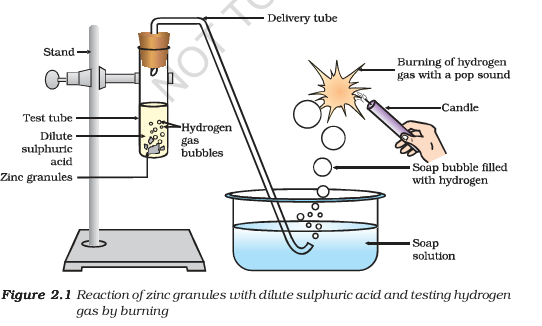 Delivery tube
Stand
Burning of hydrogen
gas with a pop sound
Candle
Test tube
Hydrogen
gas
bubbles
Dilute
sulphuric
acid
Soap bubble filled
with hydrogen
Zinc granules
Soap
solution
NOT TO
Figure 2.1 Reaction of zinc granules with dilute sulphuric acid and testing hydrogen
gas by burning